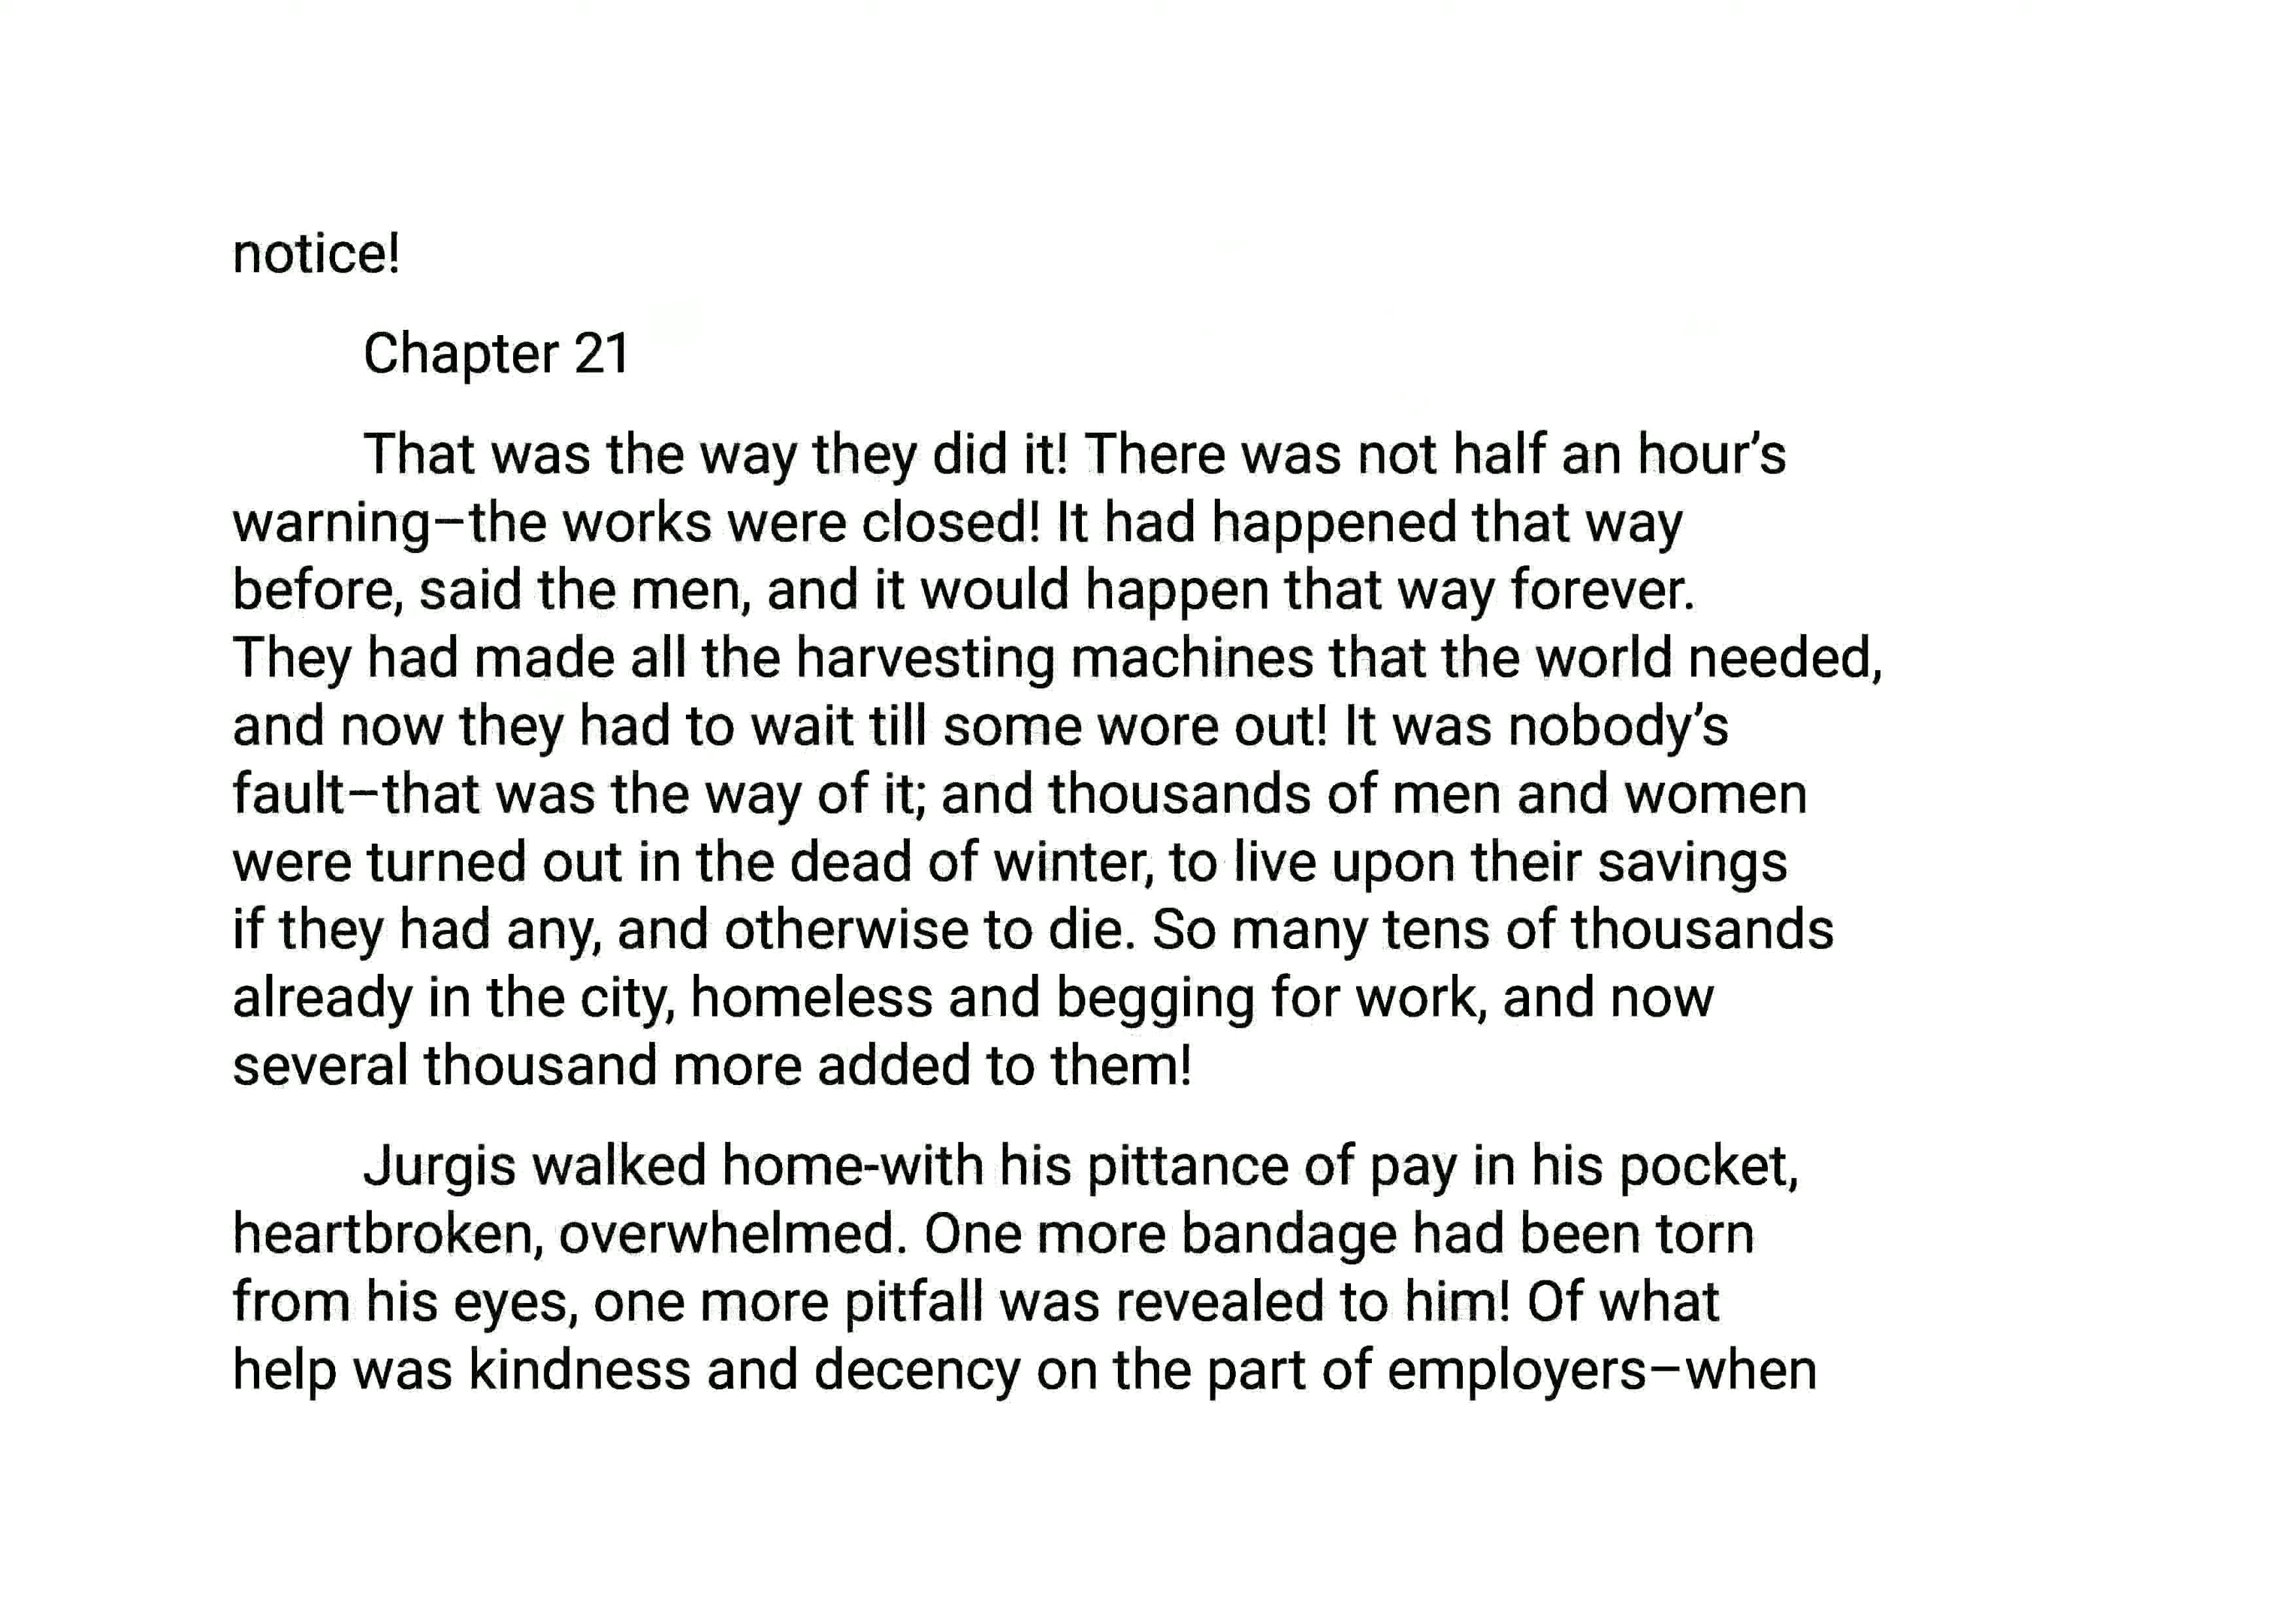 notice!
Chapter 21
That was the way they did it! There was not half an hour’s
warning–the works were closed! It had happened that way
before, said the men, and it would happen that way forever.
They had made all the harvesting machines that the world needed,
and now they had to wait till some wore out! It was nobody’s
fault–that was the way of it; and thousands of men and women
were turned out in the dead of winter, to live upon their savings
if they had any, and otherwise to die. So many tens of thousands
already in the city, homeless and begging for work, and now
several thousand more added to them!
Jurgis walked home-with his pittance of pay in his pocket,
heartbroken, overwhelmed. One more bandage had been torn
from his eyes, one more pitfall was revealed to him! Of what
help was kindness and decency on the part of employers–when